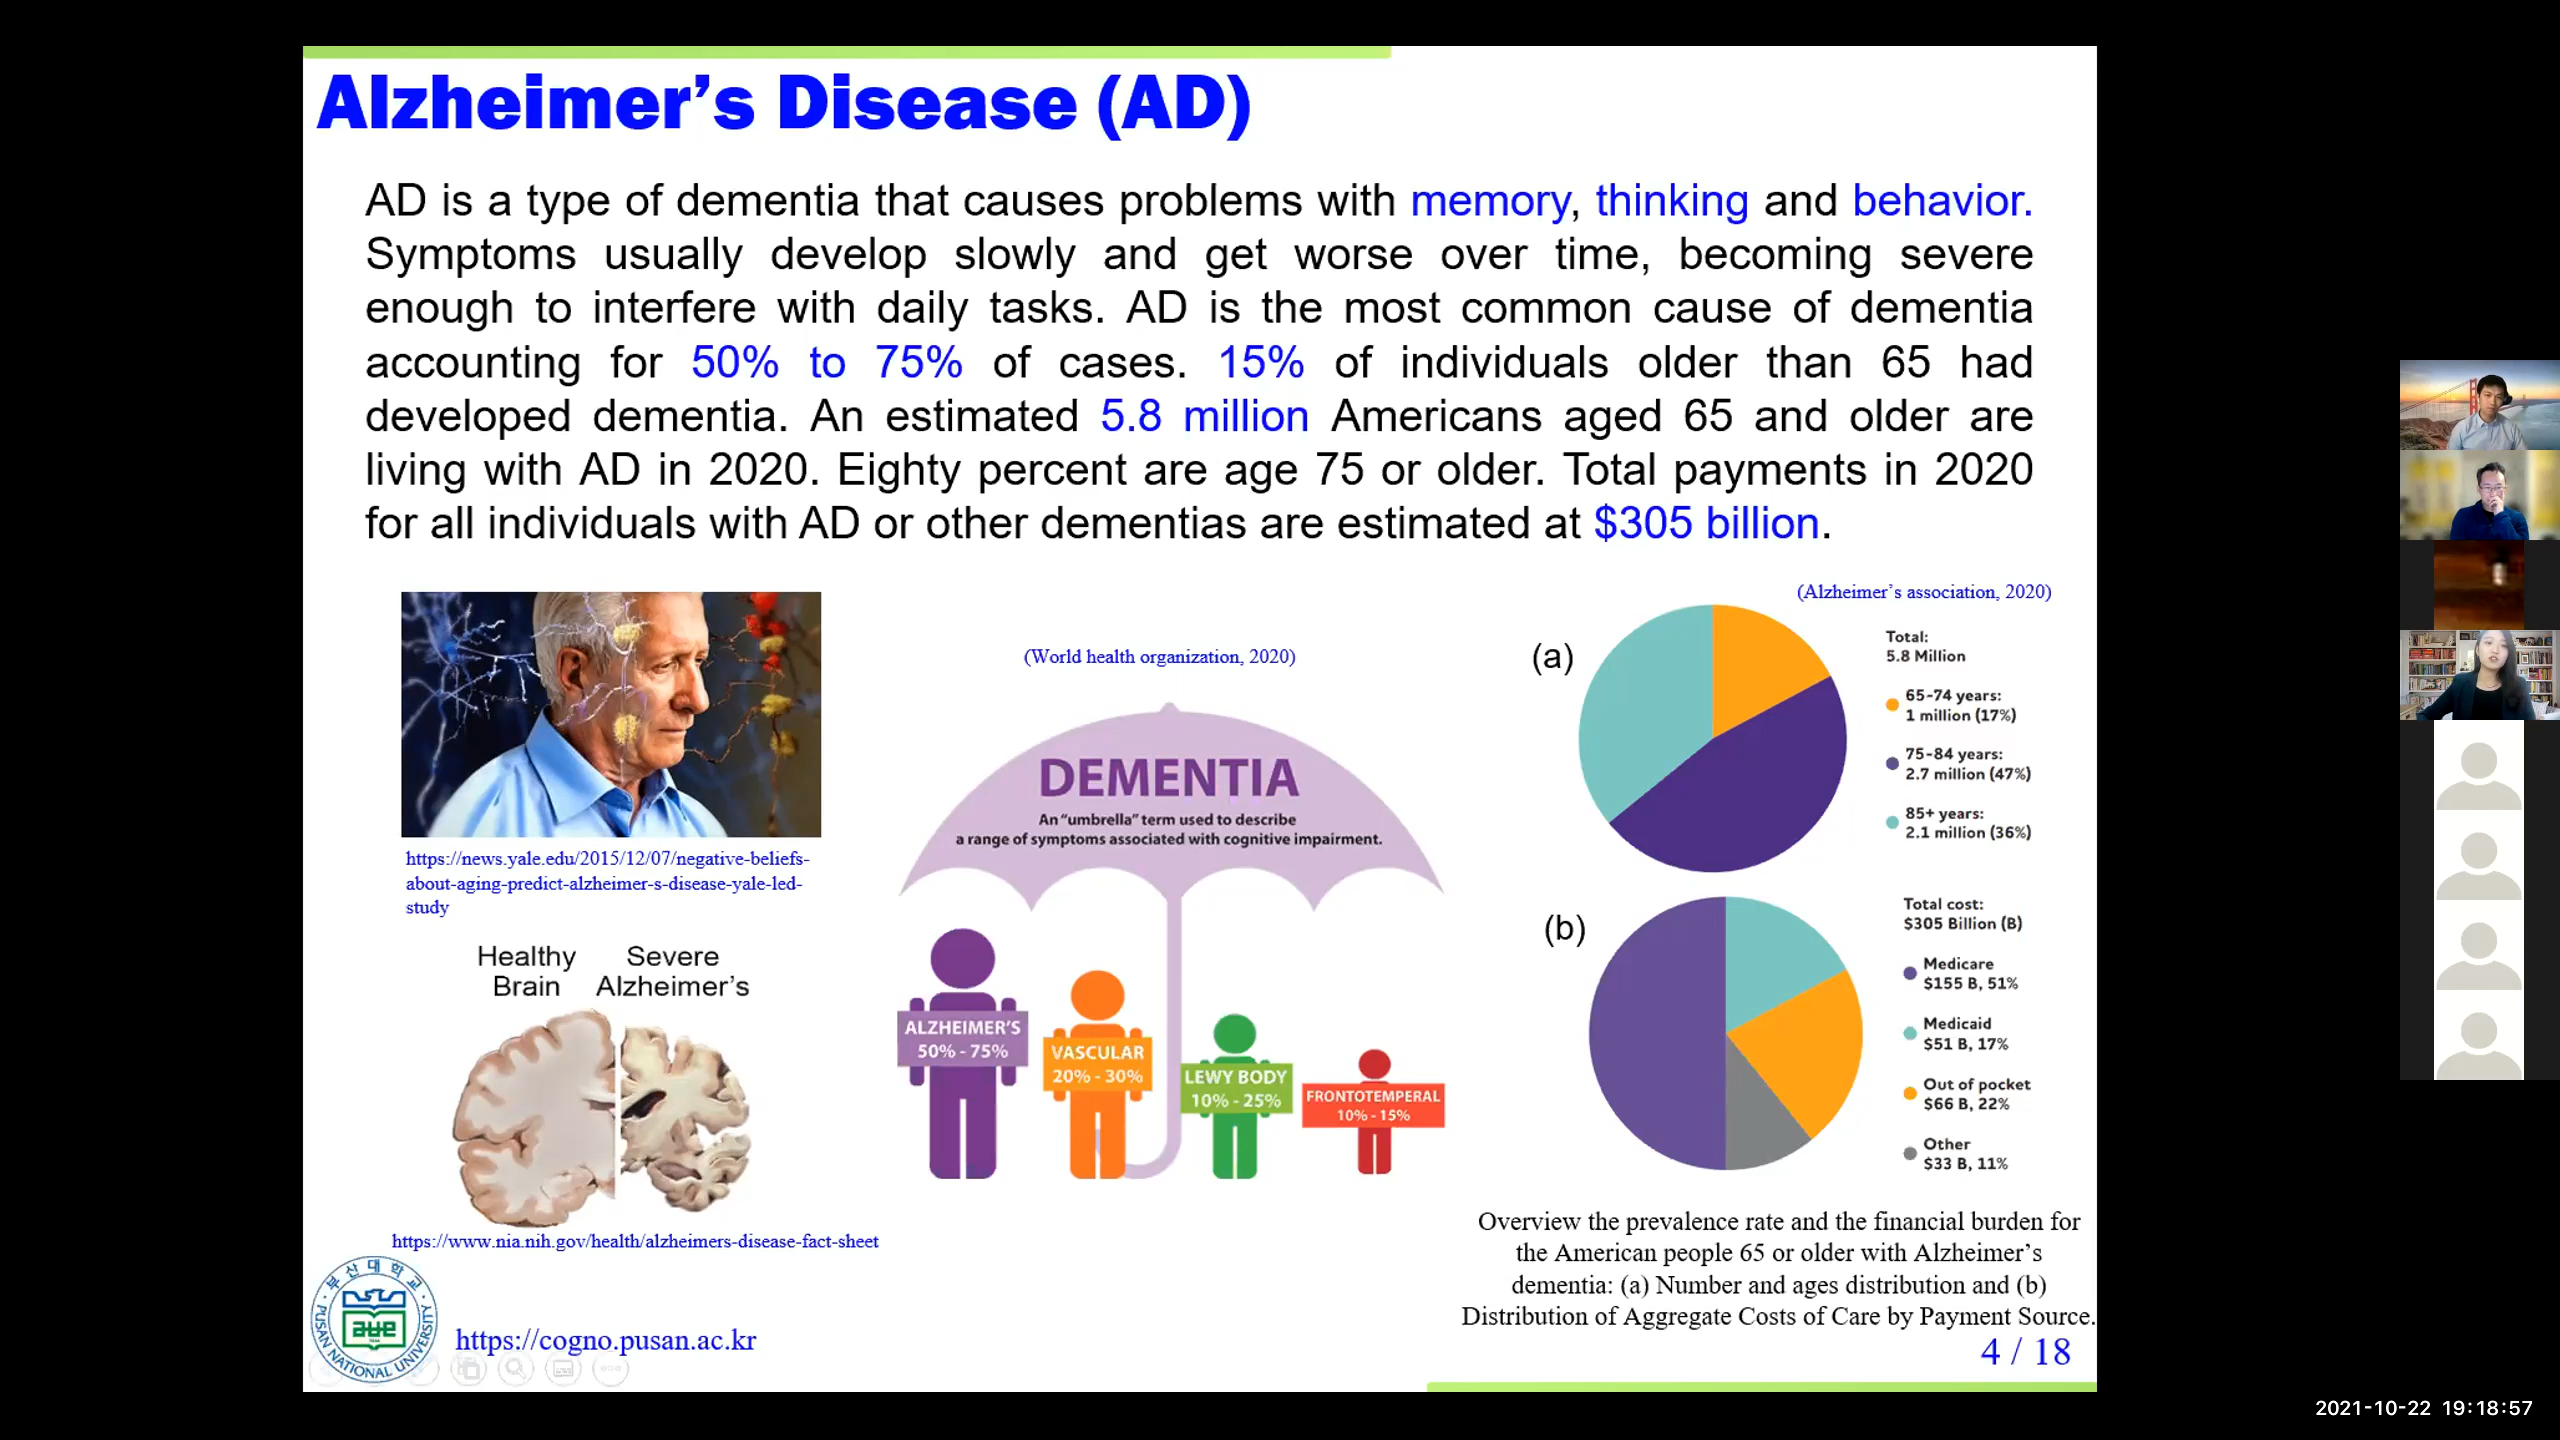 Alzheimer’s Disease (AD)
AD is a type of dementia that causes problems with memory, thinking and behavior.
Symptoms usually develop slowly and get worse over time, becoming severe
enough to interfere with daily tasks. AD is the most common cause of dementia
accounting for 50% to 75% of cases. 15% of individuals older than 65 had
developed dementia. An estimated 5.8 million Americans aged 65 and older are
living with AD in 2020. Eighty percent are age 75 or older. Total payments in 2020
for all individuals with AD or other dementias are estimated at $305 billion.
https://news.yale.edu/2015/12/07/negative-beliefs-
about-aging-predict-alzheimer-s-disease-yale-led-
study
Healthy
Brain
Severe
Alzheimer’s
https://www.nia.nih.gov/health/alzheimers-disease-fact-sheet
(World health organization, 2020)
DEMENTIA
An “umbrella” term used to describe
a range of symptoms associated with cognitive impairment.
ALZHEIMER’S
50% - 75%
VASCULAR
20% - 30%
LEWY BODY
10% - 25%
FRONTOTEMPERAL
10% - 15%
(Alzheimer’s association, 2020)
(a)
Total:
5.8 Million
65-74 years:
1 million (17%)
75-84 years:
2.7 million (47%)
85+ years:
2.1 million (36%)
(b)
Total cost:
$305 Billion (B)
Medicare
$155 B, 51%
Medicaid
$51 B, 17%
Out of pocket
$66 B, 22%
Other
$33 B, 11%
Overview the prevalence rate and the financial burden for
the American people 65 or older with Alzheimer’s
dementia: (a) Number and ages distribution and (b)
Distribution of Aggregate Costs of Care by Payment Source.
부산대학교
PUSAN NATIONAL UNIVERSITY
https://cogno.pusan.ac.kr
4 / 18
2021-10-22 19:18:57